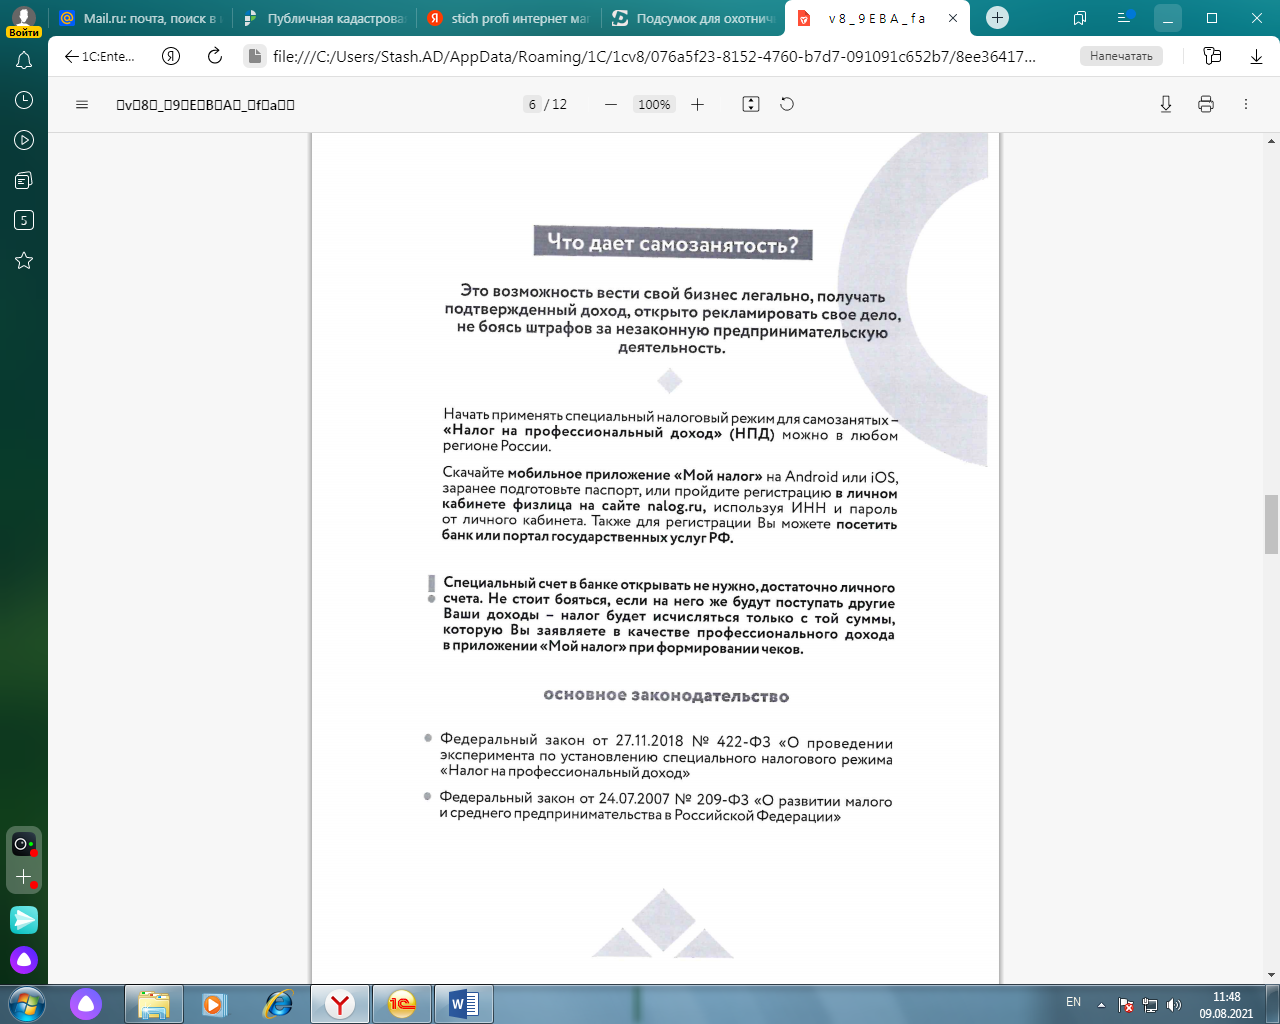 Войти
Mail.ru: почта, поиск в и
Публичная кадастрова
stich profi интернет маг
Подсумок для охотнич
v 8 _ 9 E B A _ f a
1C:Ente...
file:///C:/Users/Stash.AD/AppData/Roaming/1C/1cv8/076a5f23-8152-4760-b7d7-091091c652b7/8ee36417...
Напечатать
v 8 _ 9 E B A _ f a
6 / 12
100%
5
Что дает самозанятость?
Это возможность вести свой бизнес легально, получать
подтвержденный доход, открыто рекламировать свое дело,
не боясь штрафов за незаконную предпринимательскую
деятельность.
Начать применять специальный налоговый режим для самозанятых –
«Налог на профессиональный доход» (НПД) можно в любом
регионе России.
Скачайте мобильное приложение «Мой налог» на Android или iOS,
заранее подготовьте паспорт, или пройдите регистрацию в личном
кабинете физлица на сайте nalog.ru, используя ИНН и пароль
от личного кабинета. Также для регистрации Вы можете посетить
банк или портал государственных услуг РФ.
Специальный счет в банке открывать не нужно, достаточно личного
счета. Не стоит бояться, если на него же будут поступать другие
Ваши доходы – налог будет исчисляться только с той суммы,
которую Вы заявляете в качестве профессионального дохода
в приложении «Мой налог» при формировании чеков.
основное законодательство
Федеральный закон от 27.11.2018 № 422-ФЗ «О проведении
эксперимента по установлению специального налогового режима
«Налог на профессиональный доход»
Федеральный закон от 24.07.2007 № 209-ФЗ «О развитии малого
и среднего предпринимательства в Российской Федерации»
EN
11:48
09.08.2021